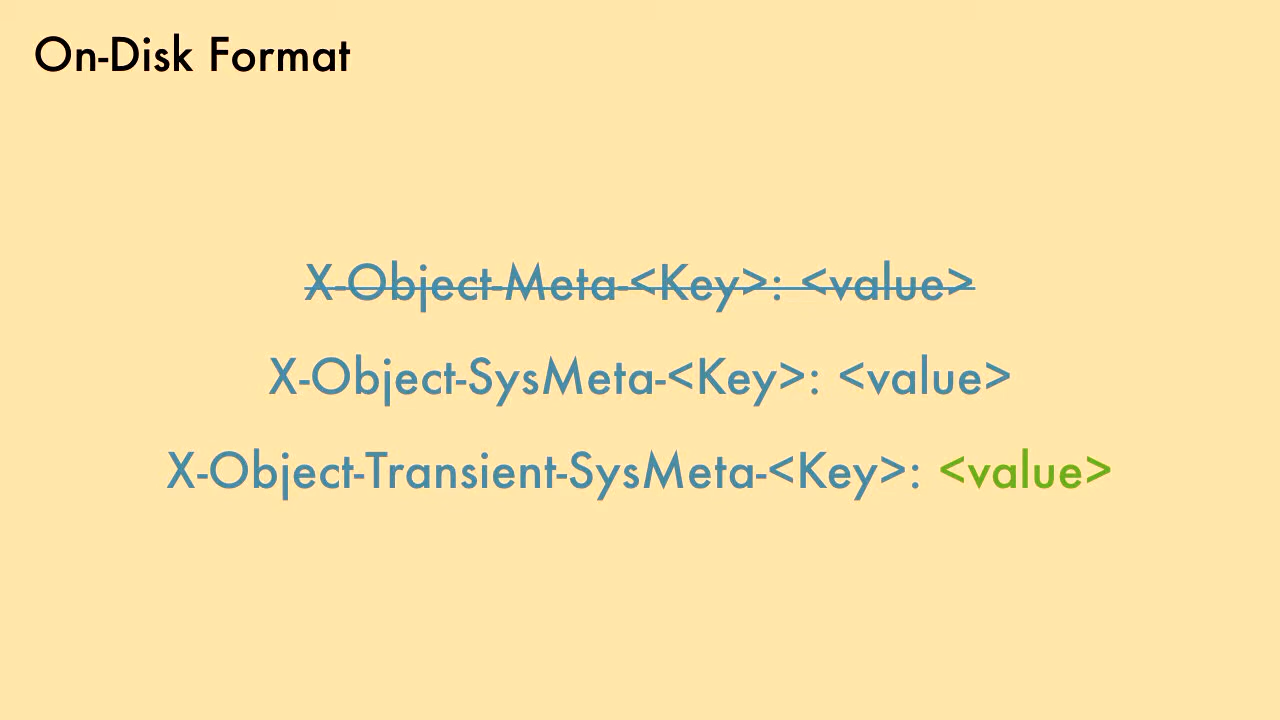 On-Disk Format
X-Object-Meta-<Key>: <value>
X-Object-SysMeta-<Key>: <value>
X-Object-Transient-SysMeta-<Key>: <value>